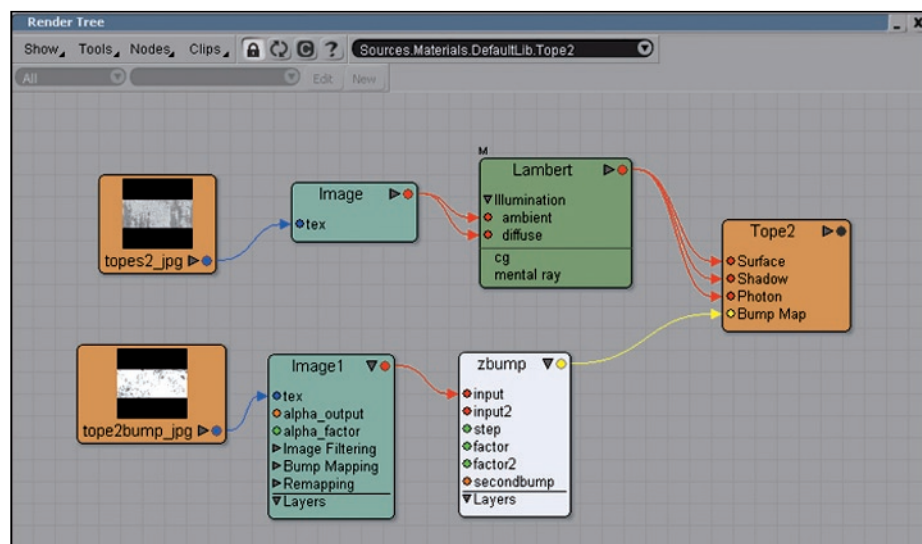 Render Tree
Show Tools Nodes Clips C ? Sources.Materials.DefaultLib.Tope2
All Edit New
topes2_jpg
Image
tex
M
Lambert
Illumination
ambient
diffuse
cg
mental ray
Tope2
Surface
Shadow
Photon
Bump Map
tope2bump_jpg
Image1
tex
alpha_output
alpha_factor
Image Filtering
Bump Mapping
Remapping
Layers
zbump
input
input2
step
factor
factor2
secondbump
Layers